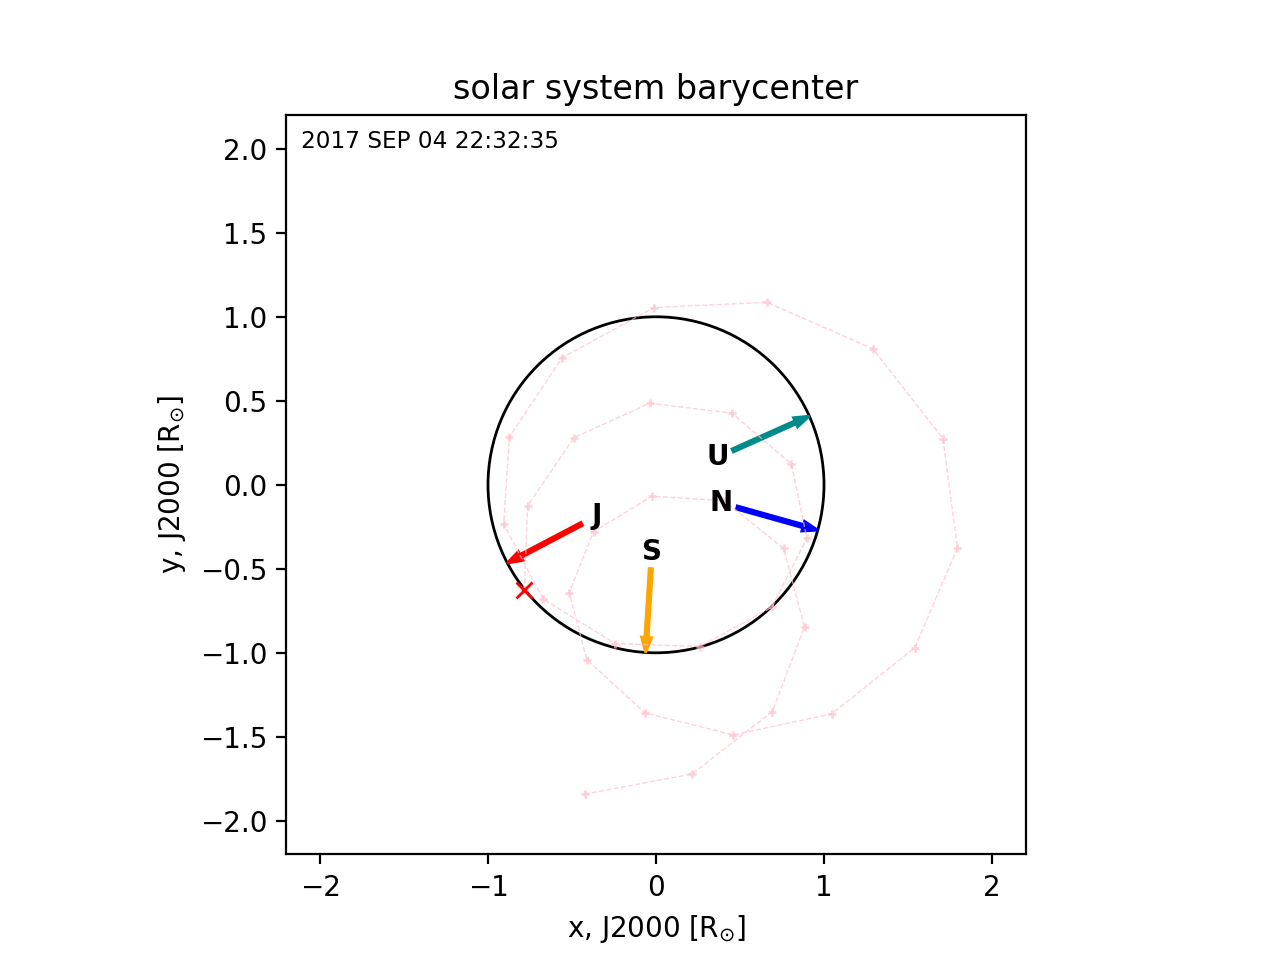 solar system barycenter
2017 SEP 04 22:32:35
2.0
1.5
1.0
0.5
0.0
−0.5
−1.0
−1.5
−2.0
y, J2000 [R☉]
U
N
J
S
−2
−1
0
1
2
x, J2000 [R☉]